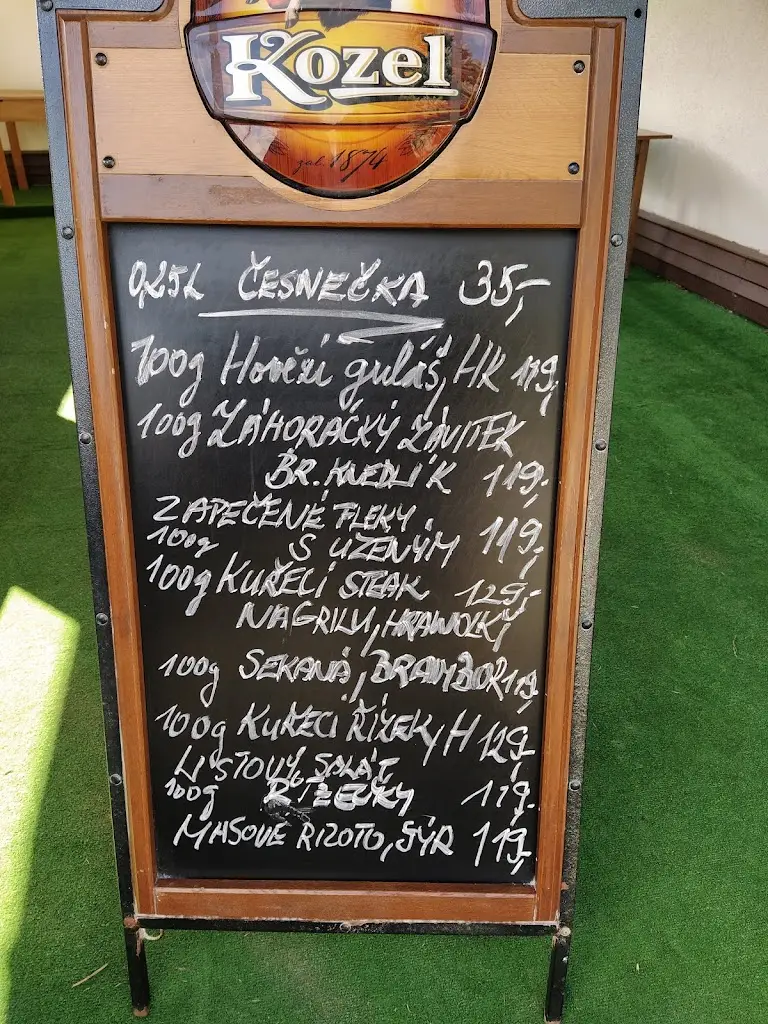 Kozel
zal. 1874
0,25L ČESNEČKA 35,-
100g Hovězí guláš, HK 119,-
100g ZÁHORÁCKÝ ZÁVITEK
BR. KNEDLÍK 119,-
ZAPEČENÉ FLEKY
100g S UZENÝM 119,-
100g KUŘECÍ STEAK 129,-
NAGRILU, HRANOLKY
100g SEKANÁ, BRAMBOR 119,-
100g KUŘECÍ ŘÍZEK, H 129,-
LISTOVÝ SALÁT
100g ŘÍZEČKY 119,-
MASOVÉ RIZOTO, SÝR 119,-